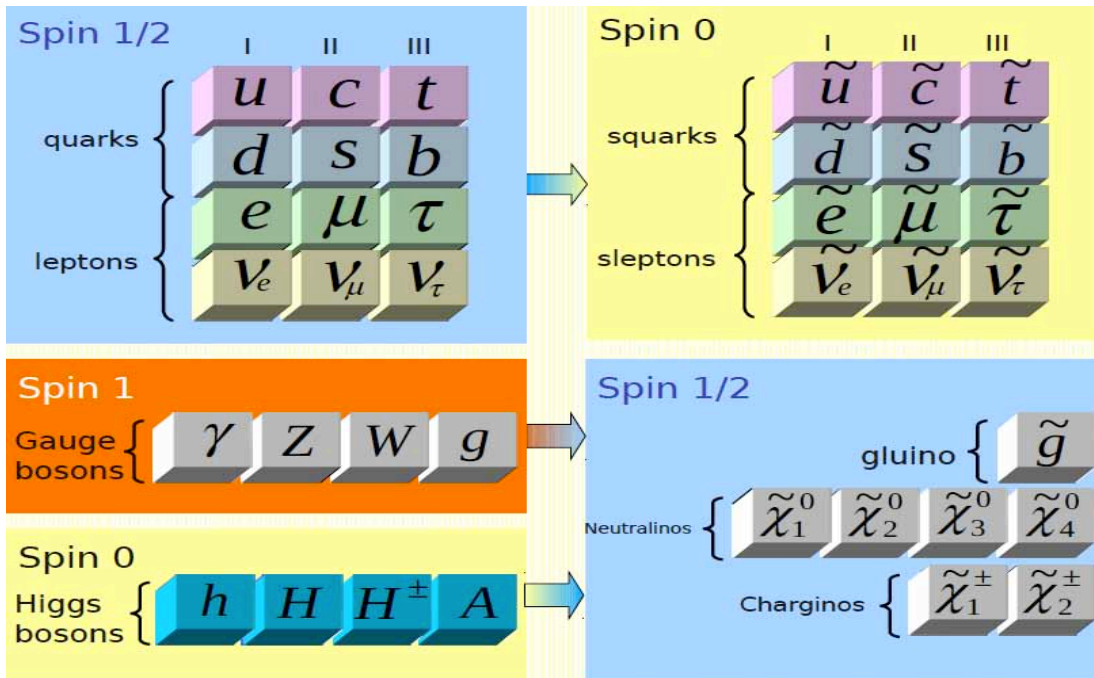 Spin 1/2
I II III
u c t
quarks
d s b
e μ τ
leptons
νe νμ ντ
Spin 0
I II III
ũ c̃ t̃
squarks
d̃ s̃ b̃
ẽ μ̃ τ̃
sleptons
ν̃e ν̃μ ν̃τ
Spin 1
Gauge bosons
γ Z W g
Spin 0
Higgs bosons
h H H± A
Spin 1/2
gluino g̃
Neutralinos χ̃⁰₁ χ̃⁰₂ χ̃⁰₃ χ̃⁰₄
Charginos χ̃±₁ χ̃±₂